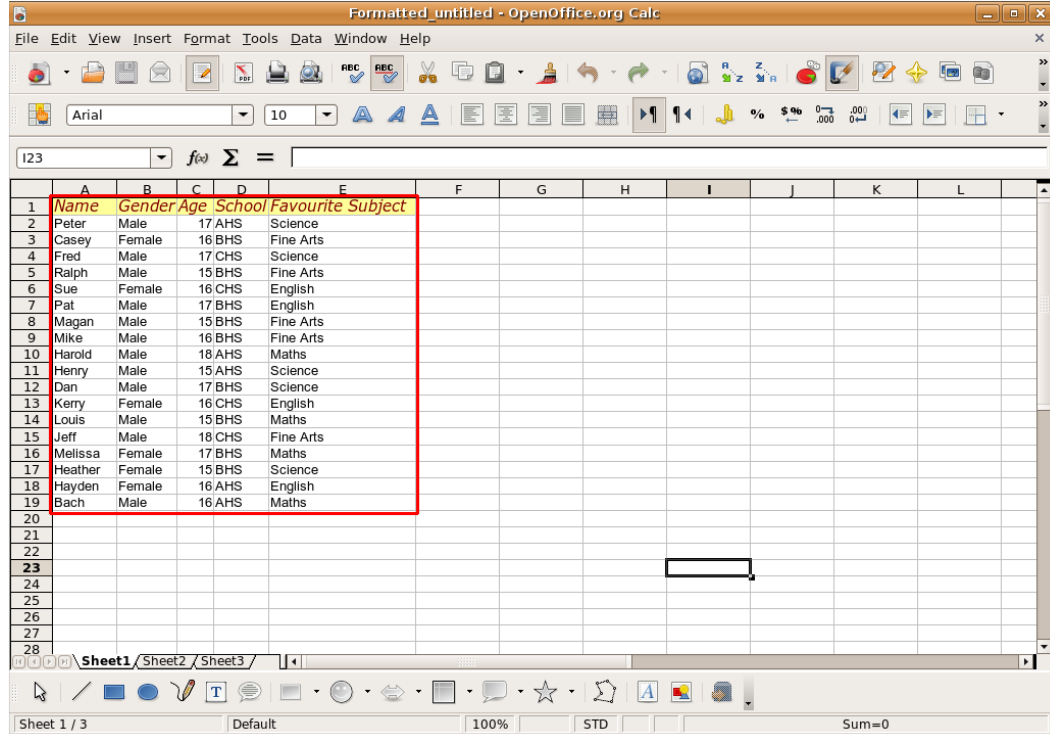 Formatted_untitled - OpenOffice.org Calc
File Edit View Insert Format Tools Data Window Help
Arial 10
I23 f(x) Σ =
A B C D E F G H I J K L
1 Name Gender Age School Favourite Subject
2 Peter Male 17 AHS Science
3 Casey Female 16 BHS Fine Arts
4 Fred Male 17 CHS Science
5 Ralph Male 15 BHS Fine Arts
6 Sue Female 16 CHS English
7 Pat Male 17 BHS English
8 Magan Male 15 BHS Fine Arts
9 Mike Male 16 BHS Fine Arts
10 Harold Male 18 AHS Maths
11 Henry Male 15 AHS Science
12 Dan Male 17 BHS Science
13 Kerry Female 16 CHS English
14 Louis Male 15 BHS Maths
15 Jeff Male 18 CHS Fine Arts
16 Melissa Female 17 BHS Maths
17 Heather Female 15 BHS Science
18 Hayden Female 16 AHS English
19 Bach Male 16 AHS Maths
20
21
22
23
24
25
26
27
28
Sheet1 Sheet2 Sheet3
Sheet 1 / 3 Default 100% STD Sum=0